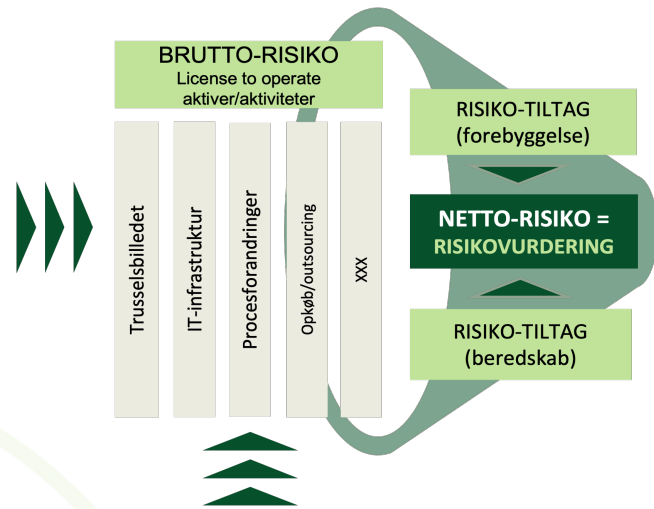 BRUTTO-RISIKO
License to operate
aktiver/aktiviteter
Trusselsbilledet
IT-infrastruktur
Procesforandringer
Opkøb/outsourcing
XXX
RISIKO-TILTAG
(forebyggelse)
NETTO-RISIKO =
RISIKOVURDERING
RISIKO-TILTAG
(beredskab)